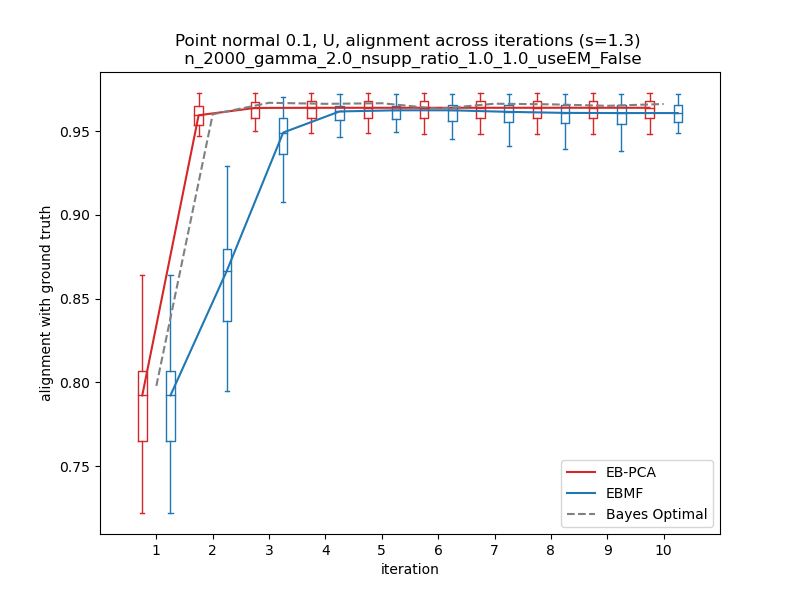 Point normal 0.1, U, alignment across iterations (s=1.3)
n_2000_gamma_2.0_nsupp_ratio_1.0_1.0_useEM_False
alignment with ground truth
0.95
0.90
0.85
0.80
0.75
EB-PCA
EBMF
Bayes Optimal
1 2 3 4 5 6 7 8 9 10
iteration